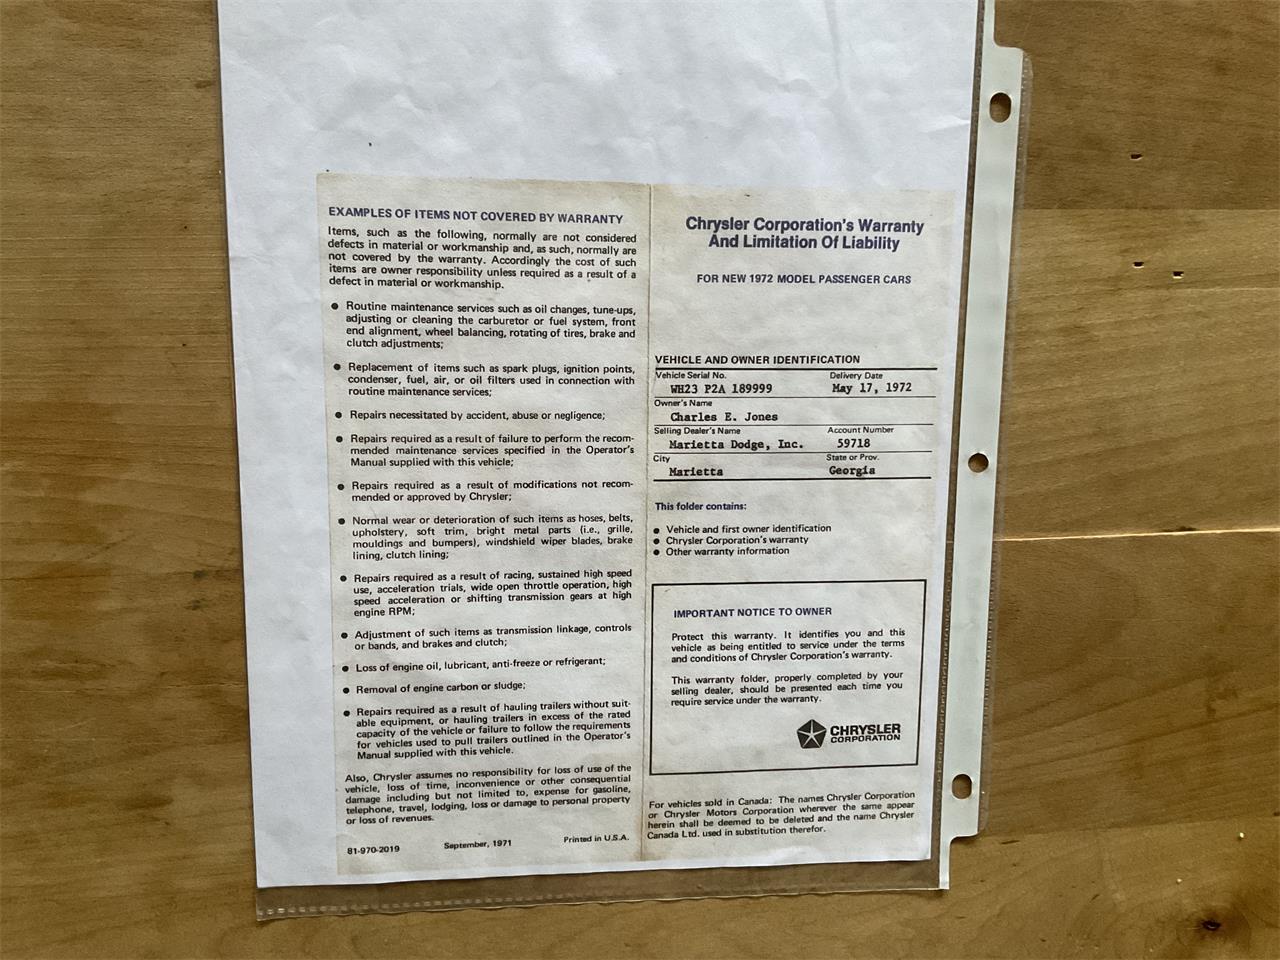 EXAMPLES OF ITEMS NOT COVERED BY WARRANTY
Items, such as the following, normally are not considered
defects in material or workmanship and, as such, normally are
not covered by the warranty. Accordingly the cost of such
items are owner responsibility unless required as a result of a
defect in material or workmanship.
● Routine maintenance services such as oil changes, tune-ups,
adjusting or cleaning the carburetor or fuel system, front
end alignment, wheel balancing, rotating of tires, brake and
clutch adjustments;
● Replacement of items such as spark plugs, ignition points,
condenser, fuel, air, or oil filters used in connection with
routine maintenance services;
● Repairs necessitated by accident, abuse or negligence;
● Repairs required as a result of failure to perform the recom-
mended maintenance services specified in the Operator's
Manual supplied with this vehicle;
● Repairs required as a result of modifications not recom-
mended or approved by Chrysler;
● Normal wear or deterioration of such items as hoses, belts,
upholstery, soft trim, bright metal parts (i.e., grille,
mouldings and bumpers), windshield wiper blades, brake
lining, clutch lining;
● Repairs required as a result of racing, sustained high speed
use, acceleration trials, wide open throttle operation, high
speed acceleration or shifting transmission gears at high
engine RPM;
● Adjustment of such items as transmission linkage, controls
or bands, and brakes and clutch;
● Loss of engine oil, lubricant, anti-freeze or refrigerant;
● Removal of engine carbon or sludge;
● Repairs required as a result of hauling trailers without suit-
able equipment, or hauling trailers in excess of the rated
capacity of the vehicle or failure to follow the requirements
for vehicles used to pull trailers outlined in the Operator's
Manual supplied with this vehicle.
Also, Chrysler assumes no responsibility for loss of use of the
vehicle, loss of time, inconvenience or other consequential
damage including but not limited to, expense for gasoline,
telephone, travel, lodging, loss or damage to personal property
or loss of revenues.
81-970-2019 September, 1971 Printed in U.S.A.
Chrysler Corporation's Warranty
And Limitation Of Liability
FOR NEW 1972 MODEL PASSENGER CARS
VEHICLE AND OWNER IDENTIFICATION
Vehicle Serial No. Delivery Date
WH23 P2A 189999 May 17, 1972
Owner's Name
Charles E. Jones
Selling Dealer's Name Account Number
Marietta Dodge, Inc. 59718
City State or Prov.
Marietta Georgia
This folder contains:
● Vehicle and first owner identification
● Chrysler Corporation's warranty
● Other warranty information
IMPORTANT NOTICE TO OWNER
Protect this warranty. It identifies you and this
vehicle as being entitled to service under the terms
and conditions of Chrysler Corporation's warranty.
This warranty folder, properly completed by your
selling dealer, should be presented each time you
require service under the warranty.
CHRYSLER
CORPORATION
For vehicles sold in Canada: The names Chrysler Corporation
or Chrysler Motors Corporation wherever the same appear
herein shall be deemed to be deleted and the name Chrysler
Canada Ltd. used in substitution therefor.